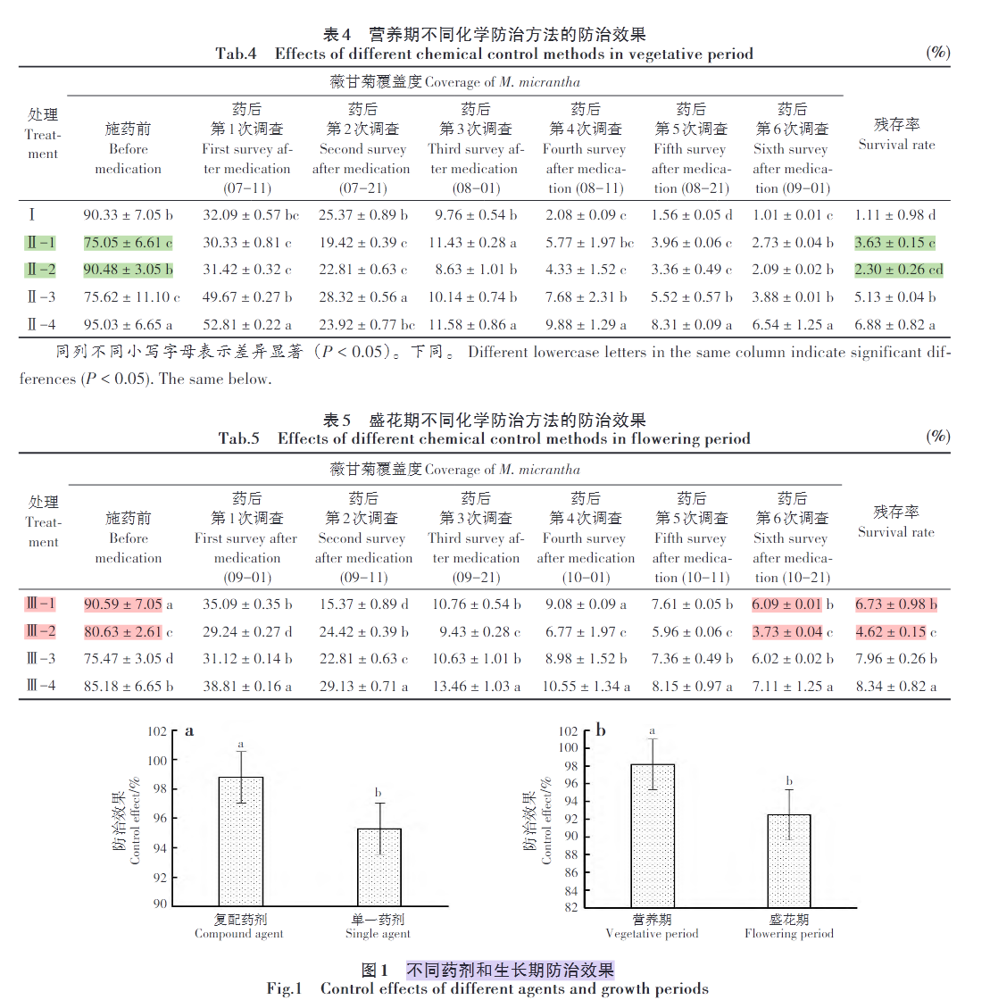 表4 营养期不同化学防治方法的防治效果
Tab.4 Effects of different chemical control methods in vegetative period (%)
处理 Treat-ment
薇甘菊覆盖度Coverage of M. micrantha
施药前 Before medication
药后 第1次调查 First survey af-ter medication (07-11)
药后 第2次调查 Second survey after medication (07-21)
药后 第3次调查 Third survey af-ter medication (08-01)
药后 第4次调查 Fourth survey after medica-tion (08-11)
药后 第5次调查 Fifth survey after medica-tion (08-21)
药后 第6次调查 Sixth survey after medica-tion (09-01)
残存率 Survival rate
Ⅰ 90.33 ± 7.05 b 32.09 ± 0.57 bc 25.37 ± 0.89 b 9.76 ± 0.54 b 2.08 ± 0.09 c 1.56 ± 0.05 d 1.01 ± 0.01 c 1.11 ± 0.98 d
Ⅱ-1 75.05 ± 6.61 c 30.33 ± 0.81 c 19.42 ± 0.39 c 11.43 ± 0.28 a 5.77 ± 1.97 bc 3.96 ± 0.06 c 2.73 ± 0.04 b 3.63 ± 0.15 c
Ⅱ-2 90.48 ± 3.05 b 31.42 ± 0.32 c 22.81 ± 0.63 c 8.63 ± 1.01 b 4.33 ± 1.52 c 3.36 ± 0.49 c 2.09 ± 0.02 b 2.30 ± 0.26 cd
Ⅱ-3 75.62 ± 11.10 c 49.67 ± 0.27 b 28.32 ± 0.56 a 10.14 ± 0.74 b 7.68 ± 2.31 b 5.52 ± 0.57 b 3.88 ± 0.01 b 5.13 ± 0.04 b
Ⅱ-4 95.03 ± 6.65 a 52.81 ± 0.22 a 23.92 ± 0.77 bc 11.58 ± 0.86 a 9.88 ± 1.29 a 8.31 ± 0.09 a 6.54 ± 1.25 a 6.88 ± 0.82 a
同列不同小写字母表示差异显著（P < 0.05）。下同。 Different lowercase letters in the same column indicate significant dif-
ferences (P < 0.05). The same below.
表5 盛花期不同化学防治方法的防治效果
Tab.5 Effects of different chemical control methods in flowering period (%)
处理 Treat-ment
薇甘菊覆盖度Coverage of M. micrantha
施药前 Before medication
药后 第1次调查 First survey after medication (09-01)
药后 第2次调查 Second survey after medication (09-11)
药后 第3次调查 Third survey af-ter medication (09-21)
药后 第4次调查 Fourth survey after medication (10-01)
药后 第5次调查 Fifth survey after medica-tion (10-11)
药后 第6次调查 Sixth survey after medica-tion (10-21)
残存率 Survival rate
Ⅲ-1 90.59 ± 7.05 a 35.09 ± 0.35 b 15.37 ± 0.89 d 10.76 ± 0.54 b 9.08 ± 0.09 a 7.61 ± 0.05 b 6.09 ± 0.01 b 6.73 ± 0.98 b
Ⅲ-2 80.63 ± 2.61 c 29.24 ± 0.27 d 24.42 ± 0.39 b 9.43 ± 0.28 c 6.77 ± 1.97 c 5.96 ± 0.06 c 3.73 ± 0.04 c 4.62 ± 0.15 c
Ⅲ-3 75.47 ± 3.05 d 31.12 ± 0.14 b 22.81 ± 0.63 c 10.63 ± 1.01 b 8.98 ± 1.52 b 7.36 ± 0.49 b 6.02 ± 0.02 b 7.96 ± 0.26 b
Ⅲ-4 85.18 ± 6.65 b 38.81 ± 0.16 a 29.13 ± 0.71 a 13.46 ± 1.03 a 10.55 ± 1.34 a 8.15 ± 0.97 a 7.11 ± 1.25 a 8.34 ± 0.82 a
a
防治效果
Control effect/%
102
100
98
96
94
92
90
a
b
复配药剂 单一药剂
Compound agent Single agent
b
防治效果
Control effect/%
102
100
98
96
94
92
90
88
86
84
82
a
b
营养期 盛花期
Vegetative period Flowering period
图1 不同药剂和生长期防治效果
Fig.1 Control effects of different agents and growth periods